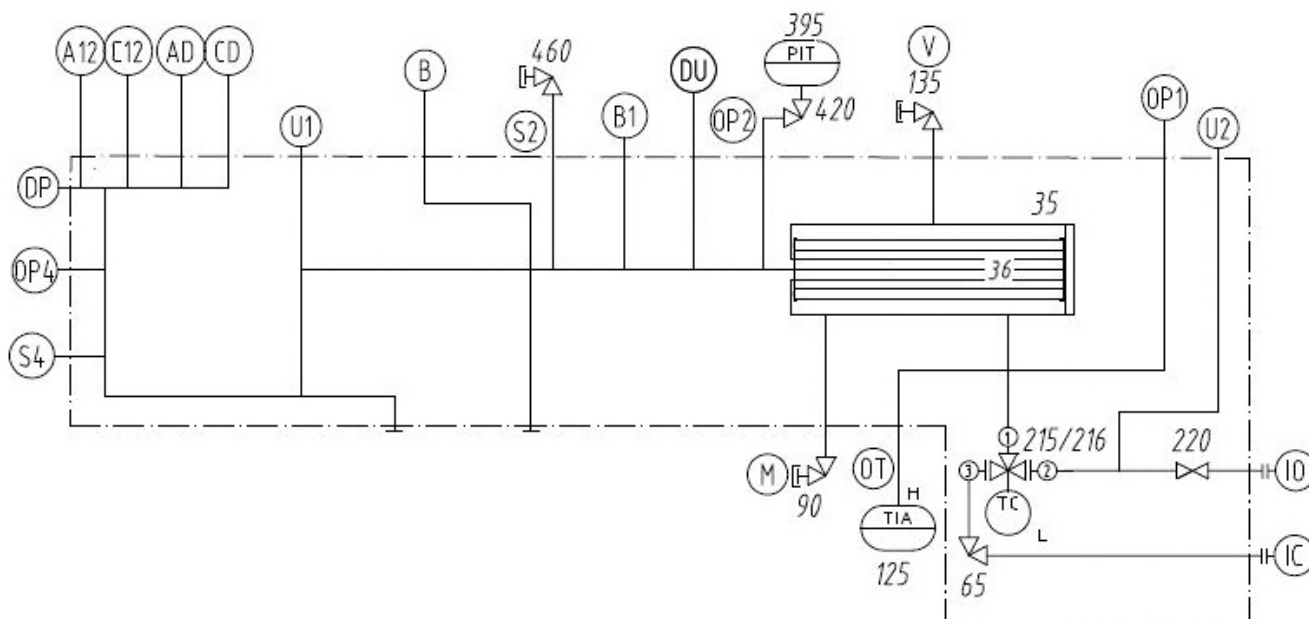 A12
C12
AD
CD
B
460
DU
395
PIT
V
135
OP1
U1
S2
B1
OP2
420
U2
DP
35
OP4
36
S4
1
215/216
220
M
OT
3
2
IO
90
H
TC
TIA
L
125
65
IC